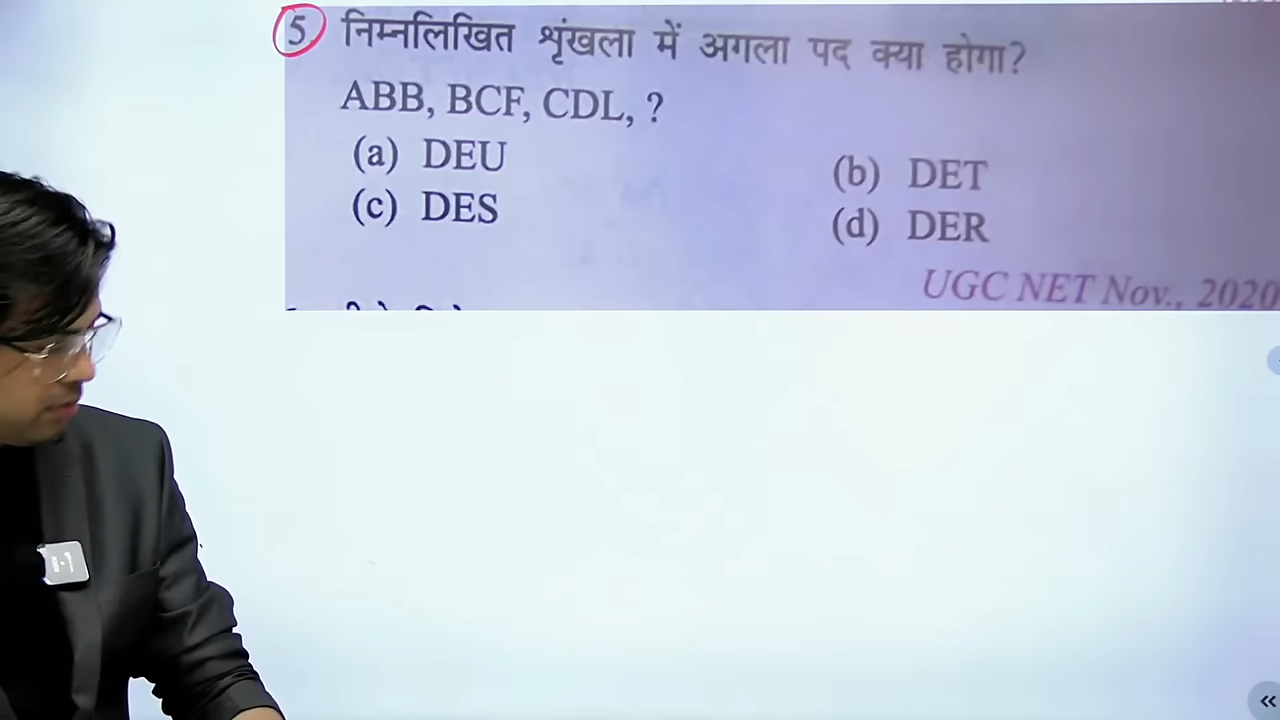 5. निम्नलिखित शृंखला में अगला पद क्या होगा?
ABB, BCF, CDL, ?
(a) DEU
(b) DET
(c) DES
(d) DER
UGC NET Nov., 2020